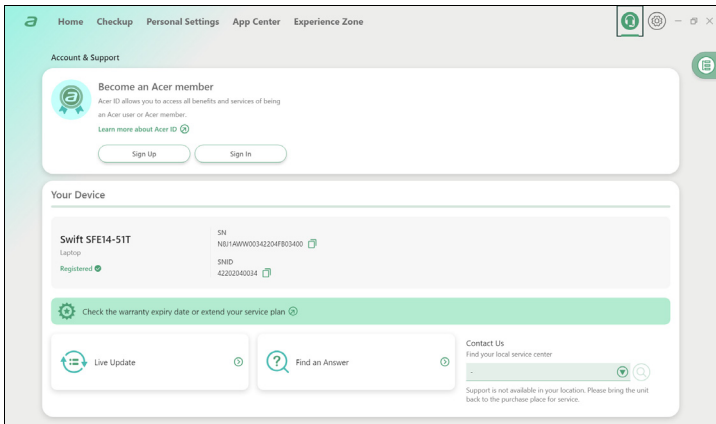 Home Checkup Personal Settings App Center Experience Zone
Account & Support
Become an Acer member
Acer ID allows you to access all benefits and services of being
an Acer user or Acer member.
Learn more about Acer ID
Sign Up Sign In
Your Device
Swift SFE14-51T
Laptop
Registered
SN
N8J1AWW00342204FB03400
SNID
42202040034
Check the warranty expiry date or extend your service plan
Live Update
Find an Answer
Contact Us
Find your local service center
-
Support is not available in your location. Please bring the unit
back to the purchase place for service.